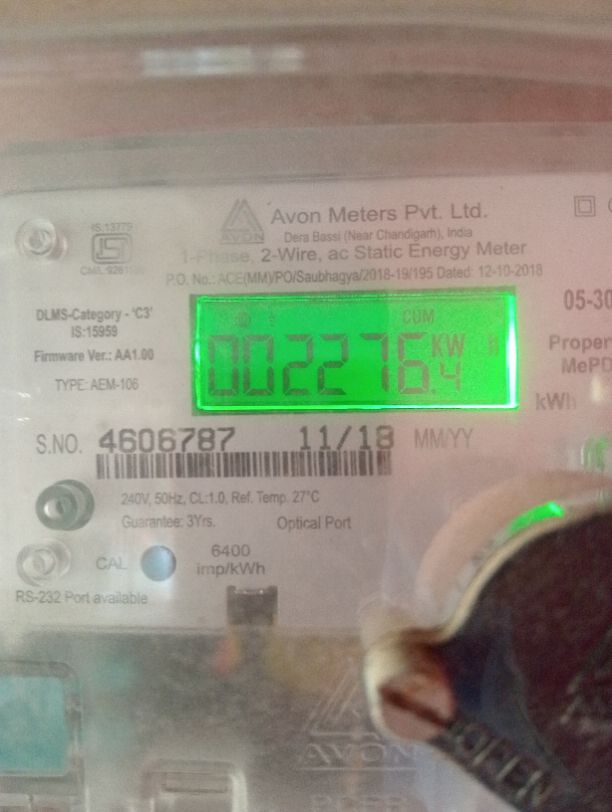 IS:13779
AVON
Avon Meters Pvt. Ltd.
Dera Bassi (Near Chandigarh), India
1-Phase, 2-Wire, ac Static Energy Meter
P.O. No.: ACE(MM)/PO/Saubhagya/2018-19/195 Dated: 12-10-2018
DLMS-Category - 'C3'
IS:15959
Firmware Ver.: AA1.00
TYPE: AEM-106
CUM
002276.4 KW H
05-30
Proper
MePD
kWh
S.NO. 4606787 11/18 MM/YY
240V, 50Hz, CL:1.0, Ref. Temp. 27°C
Guarantee: 3Yrs. Optical Port
CAL
6400
imp/kWh
RS-232 Port available
AVON